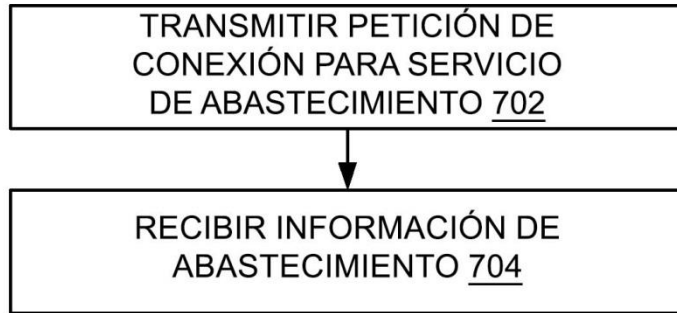 TRANSMITIR PETICIÓN DE
CONEXIÓN PARA SERVICIO
DE ABASTECIMIENTO 702
RECIBIR INFORMACIÓN DE
ABASTECIMIENTO 704